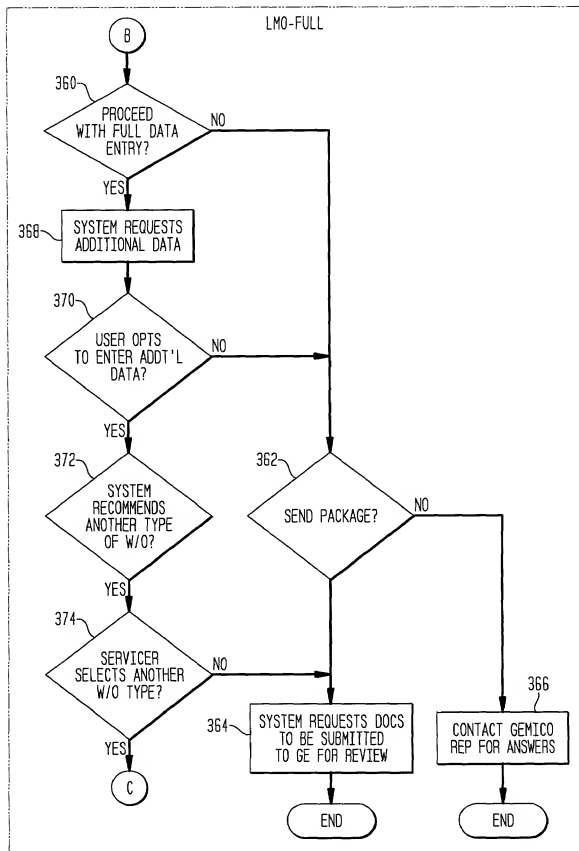 LMO-FULL
B
360
PROCEED
WITH FULL DATA
ENTRY?
NO
YES
368
SYSTEM REQUESTS
ADDITIONAL DATA
370
USER OPTS
TO ENTER ADDT'L
DATA?
NO
YES
372
SYSTEM
RECOMMENDS
ANOTHER TYPE
OF W/O?
YES
362
SEND PACKAGE?
NO
374
SERVICER
SELECTS ANOTHER
W/O TYPE?
NO
YES
C
364
SYSTEM REQUESTS DOCS
TO BE SUBMITTED
TO GE FOR REVIEW
END
366
CONTACT GEMICO
REP FOR ANSWERS
END